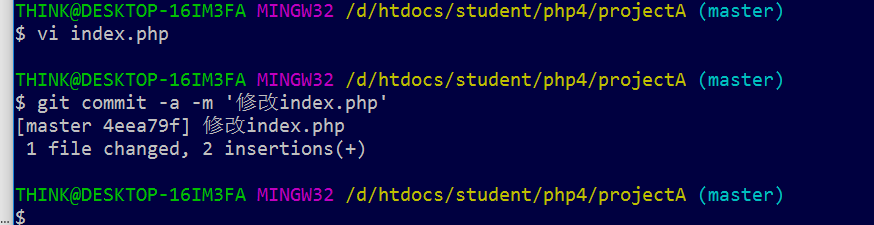 THINK@DESKTOP-16IM3FA MINGW32 /d/htdocs/student/php4/projectA (master)
$ vi index.php
THINK@DESKTOP-16IM3FA MINGW32 /d/htdocs/student/php4/projectA (master)
$ git commit -a -m '修改index.php'
[master 4eea79f] 修改index.php
 1 file changed, 2 insertions(+)
THINK@DESKTOP-16IM3FA MINGW32 /d/htdocs/student/php4/projectA (master)
$